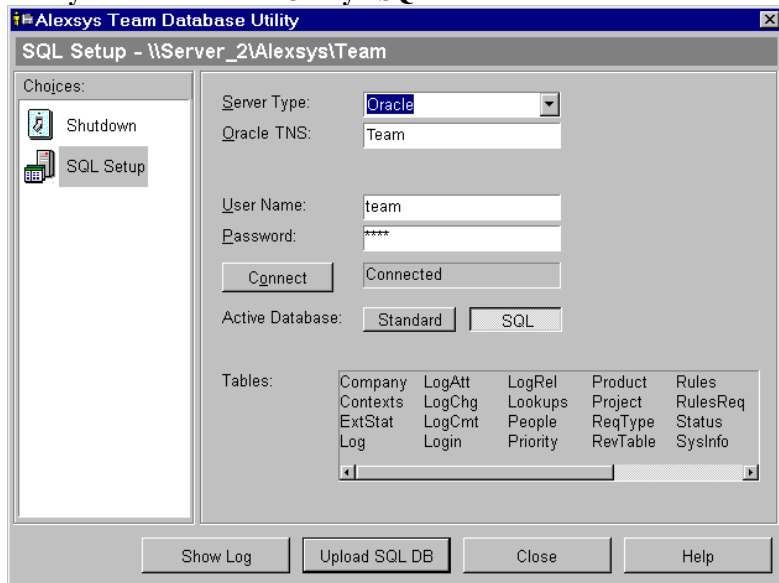 Alexsys Team Database Utility
SQL Setup - \\Server_2\Alexsys\Team
Choices:
Shutdown
SQL Setup
Server Type: Oracle
Oracle TNS: Team
User Name: team
Password: ****
Connect Connected
Active Database: Standard SQL
Tables: Company LogAtt LogRel Product Rules
Contexts LogChg Lookups Project RulesReq
ExtStat LogCmt People ReqType Status
Log Login Priority RevTable SysInfo
Show Log Upload SQL DB Close Help